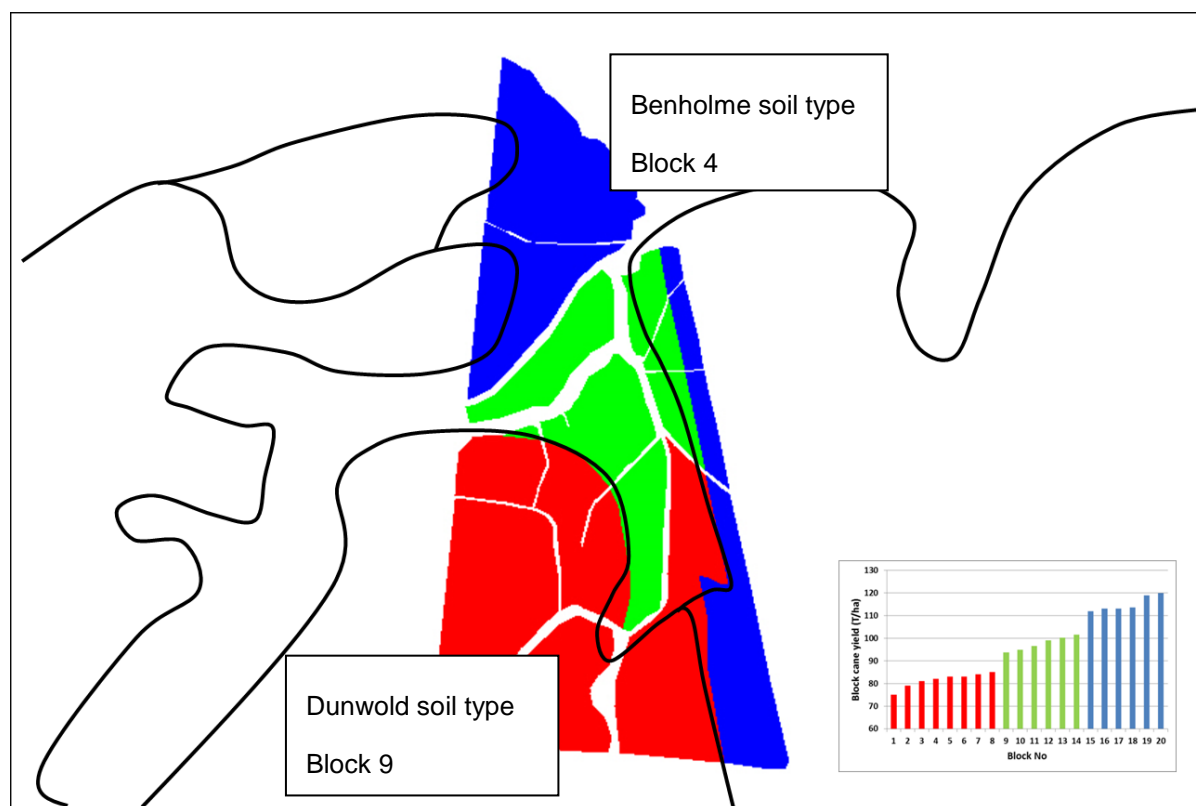 Benholme soil type
Block 4
Dunwold soil type
Block 9
Block cane yield (T/ha)
130
120
110
100
90
80
70
60
1 2 3 4 5 6 7 8 9 10 11 12 13 14 15 16 17 18 19 20
Block No